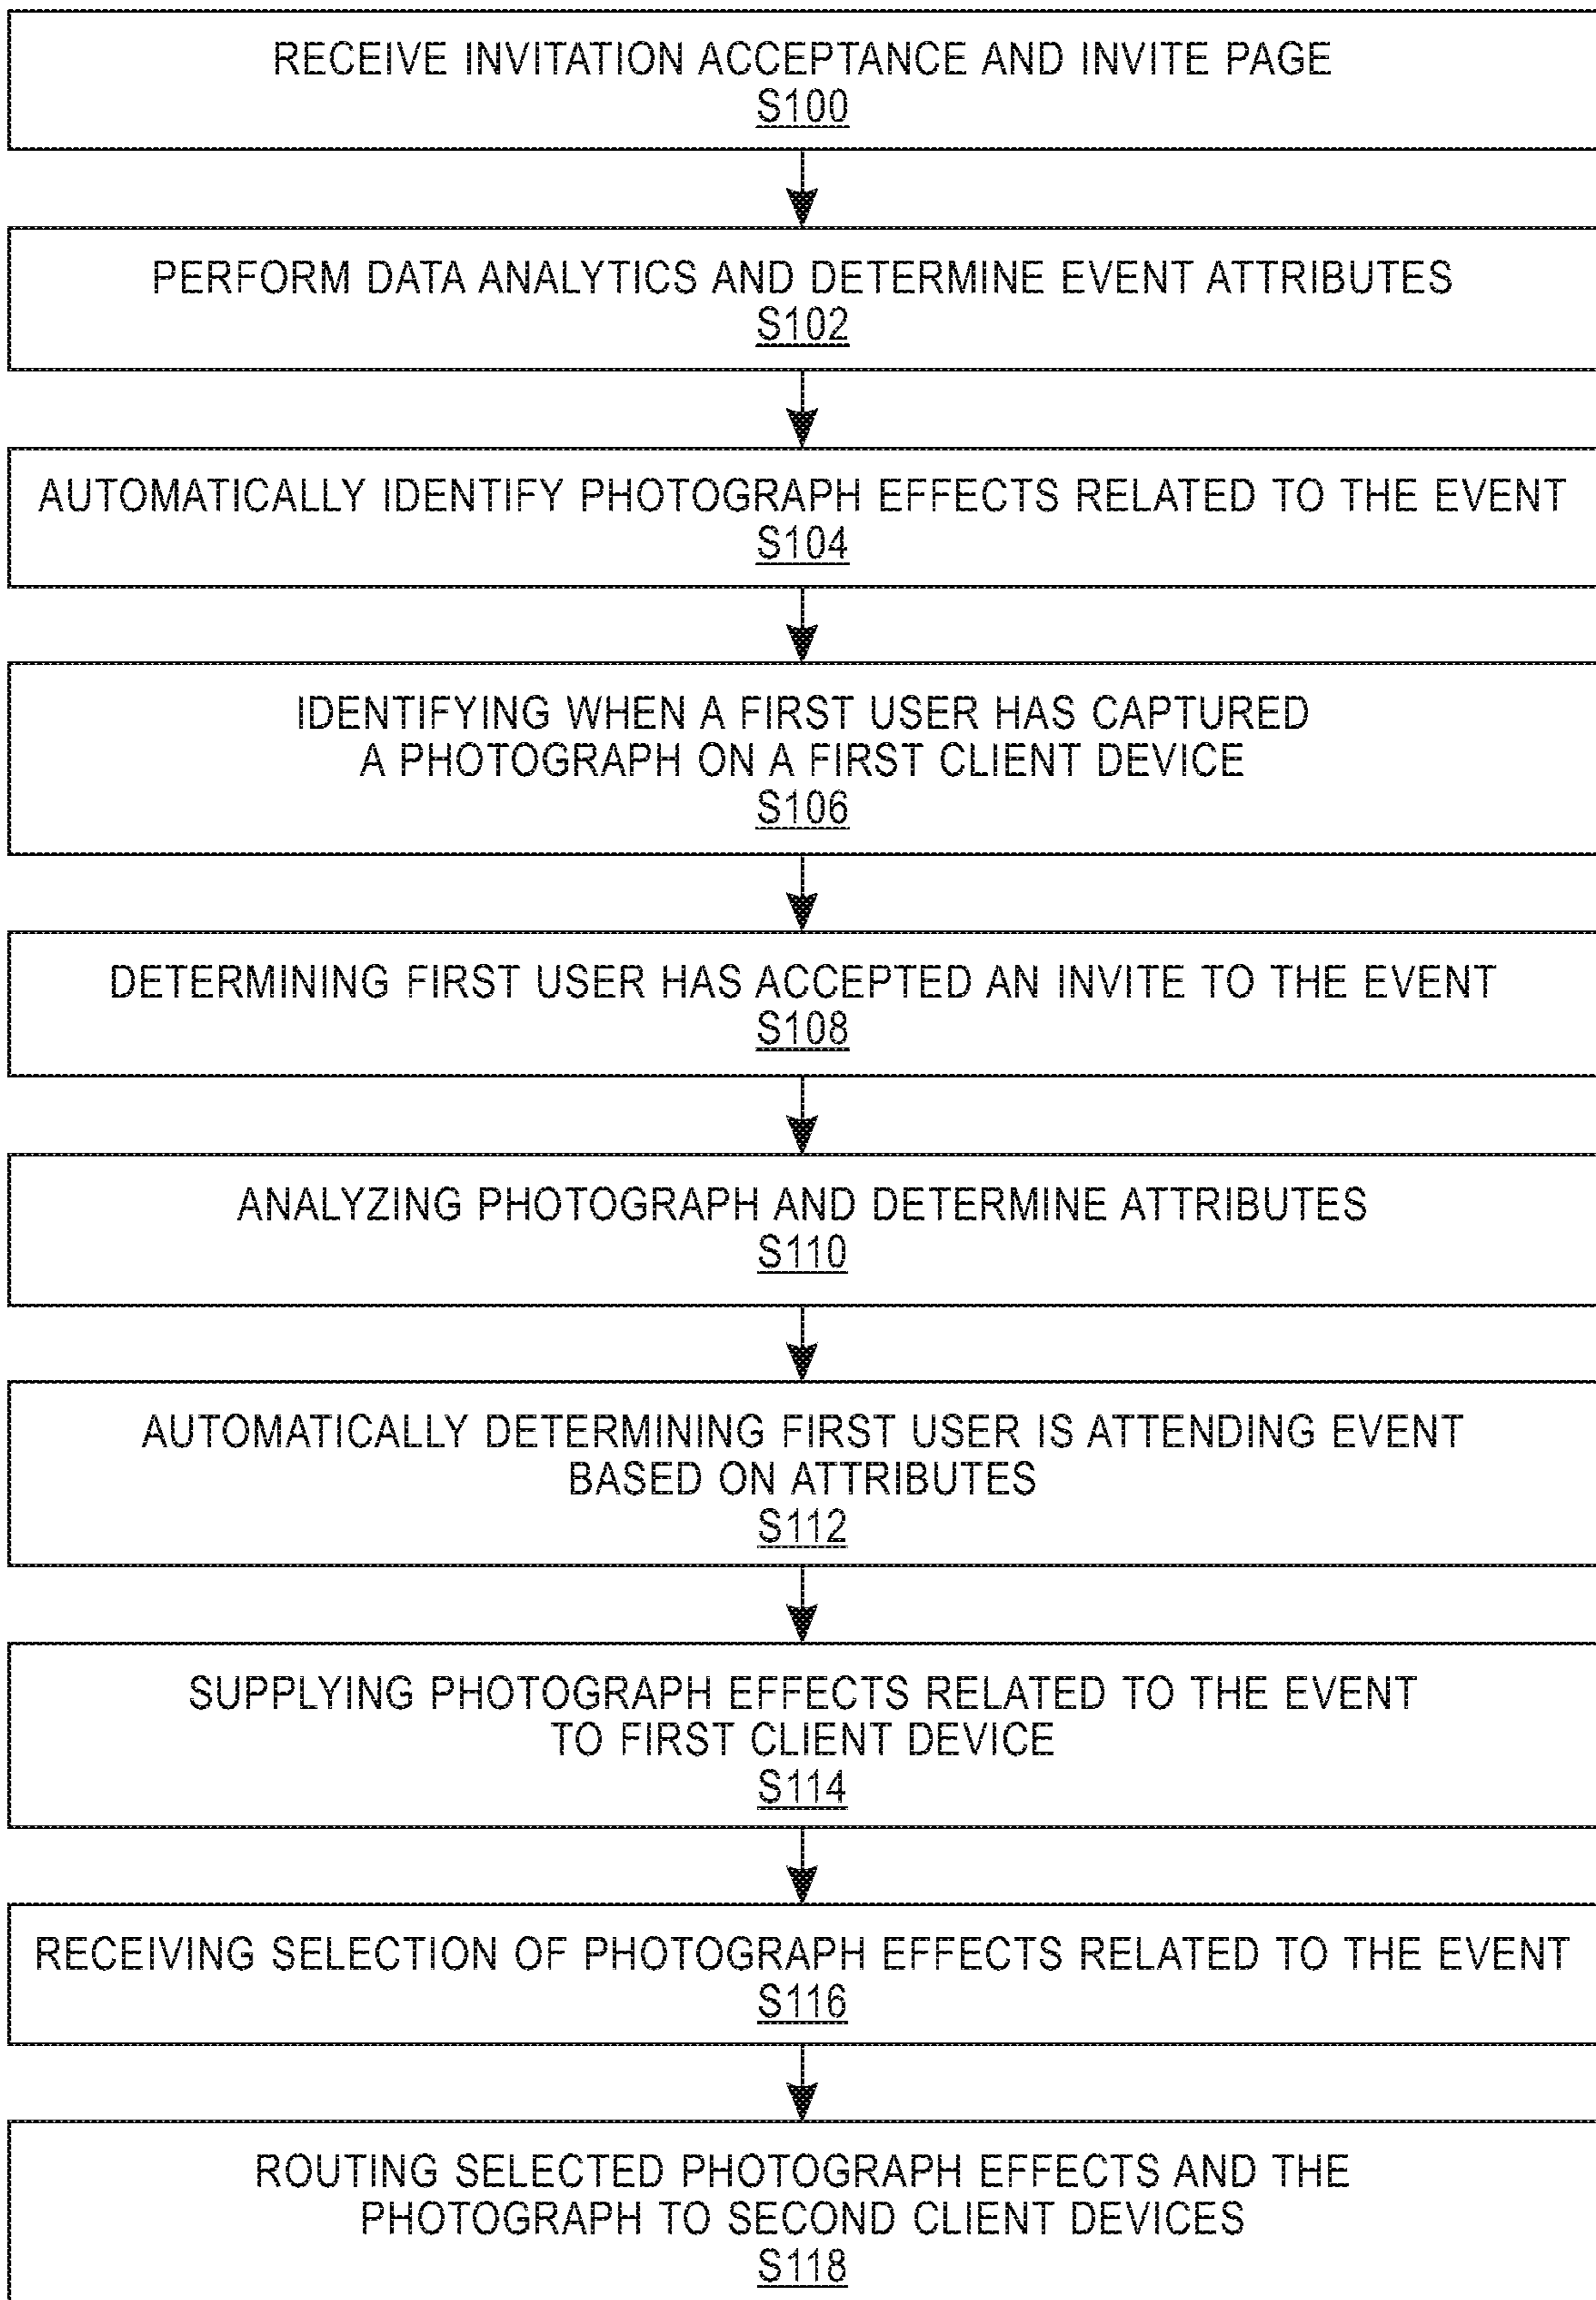 RECEIVE INVITATION ACCEPTANCE AND INVITE PAGE
S100
PERFORM DATA ANALYTICS AND DETERMINE EVENT ATTRIBUTES
S102
AUTOMATICALLY IDENTIFY PHOTOGRAPH EFFECTS RELATED TO THE EVENT
S104
IDENTIFYING WHEN A FIRST USER HAS CAPTURED
A PHOTOGRAPH ON A FIRST CLIENT DEVICE
S106
DETERMINING FIRST USER HAS ACCEPTED AN INVITE TO THE EVENT
S108
ANALYZING PHOTOGRAPH AND DETERMINE ATTRIBUTES
S110
AUTOMATICALLY DETERMINING FIRST USER IS ATTENDING EVENT
BASED ON ATTRIBUTES
S112
SUPPLYING PHOTOGRAPH EFFECTS RELATED TO THE EVENT
TO FIRST CLIENT DEVICE
S114
RECEIVING SELECTION OF PHOTOGRAPH EFFECTS RELATED TO THE EVENT
S116
ROUTING SELECTED PHOTOGRAPH EFFECTS AND THE
PHOTOGRAPH TO SECOND CLIENT DEVICES
S118